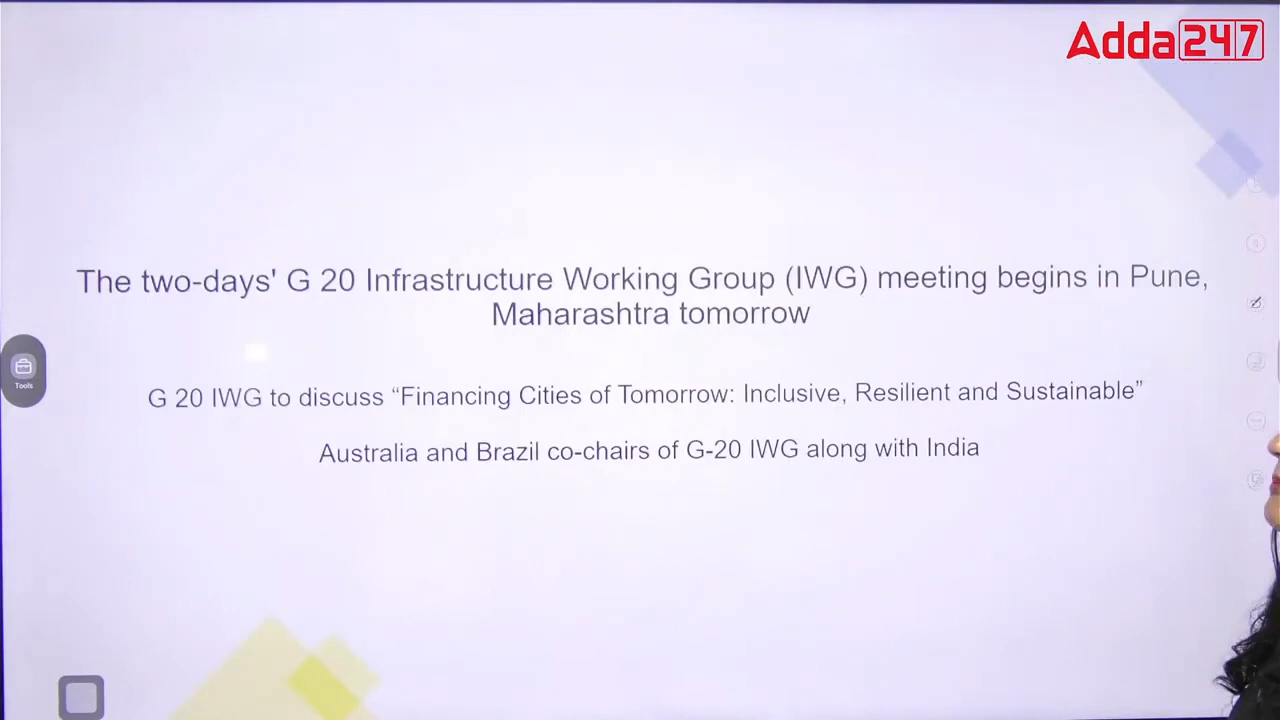 Adda247
The two-days' G 20 Infrastructure Working Group (IWG) meeting begins in Pune,
Maharashtra tomorrow
G 20 IWG to discuss “Financing Cities of Tomorrow: Inclusive, Resilient and Sustainable”
Australia and Brazil co-chairs of G-20 IWG along with India
Tools